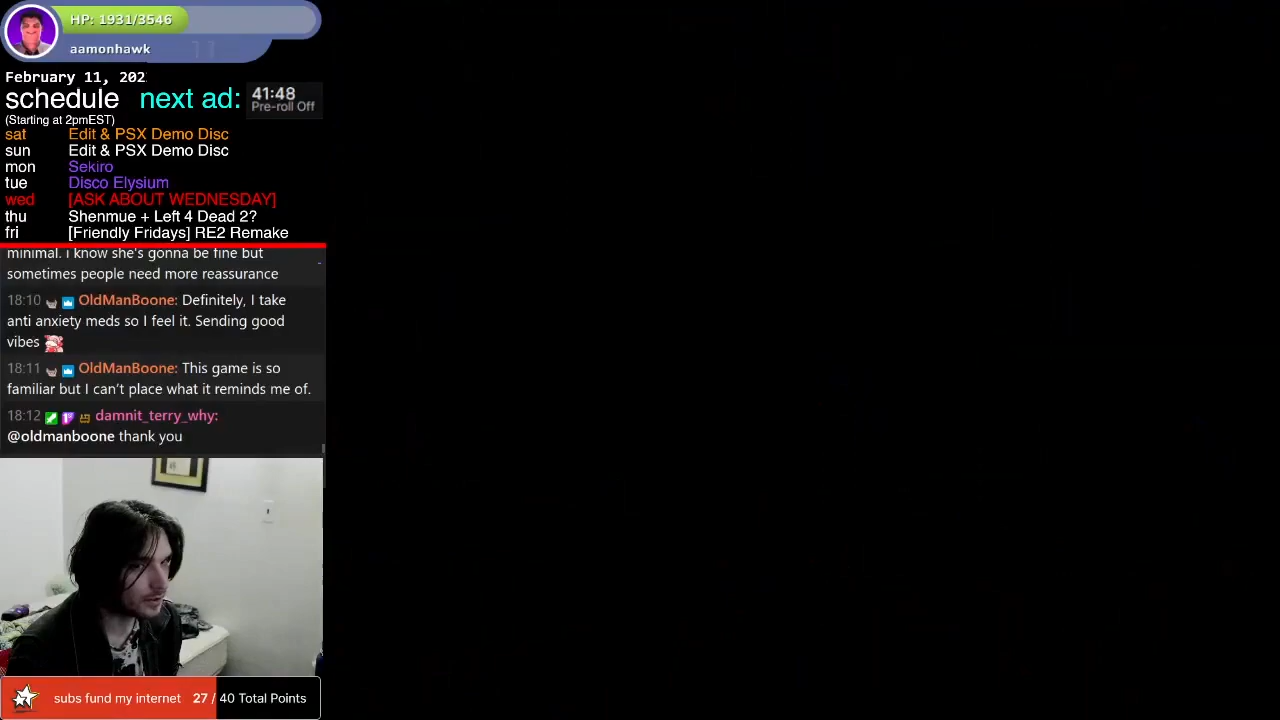 HP: 1931/3546
aamonhawk
February 11, 202
schedule next ad: 41:48
Pre-roll Off
(Starting at 2pmEST)
sat Edit & PSX Demo Disc
sun Edit & PSX Demo Disc
mon Sekiro
tue Disco Elysium
wed [ASK ABOUT WEDNESDAY]
thu Shenmue + Left 4 Dead 2?
fri [Friendly Fridays] RE2 Remake
minimal. i know she's gonna be fine but
sometimes people need more reassurance
18:10 OldManBoone: Definitely, I take
anti anxiety meds so I feel it. Sending good
vibes
18:11 OldManBoone: This game is so
familiar but I can’t place what it reminds me of.
18:12 damnit_terry_why:
@oldmanboone thank you
subs fund my internet 27 / 40 Total Points